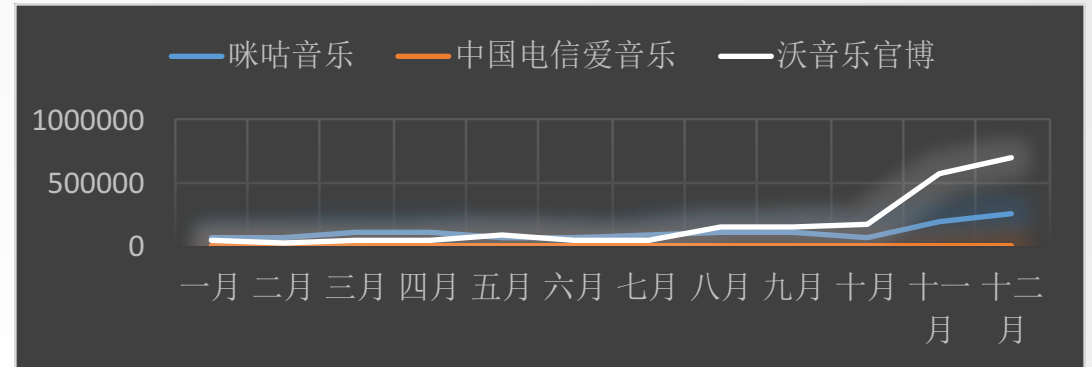 咪咕音乐 中国电信爱音乐 沃音乐官博
1000000
500000
0
一月 二月 三月 四月 五月 六月 七月 八月 九月 十月 十一月 十二月